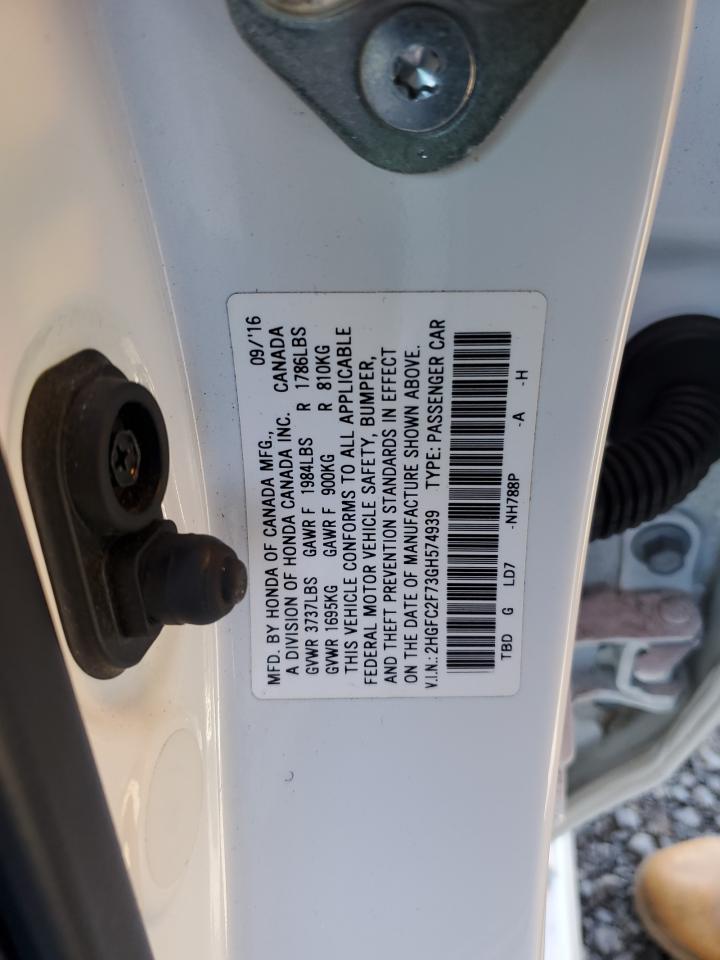 MFD. BY HONDA OF CANADA MFG., 09/'16
A DIVISION OF HONDA CANADA INC. CANADA
GVWR 3737LBS GAWR F 1984LBS R 1786LBS
GVWR 1695KG GAWR F 900KG R 810KG
THIS VEHICLE CONFORMS TO ALL APPLICABLE
FEDERAL MOTOR VEHICLE SAFETY, BUMPER,
AND THEFT PREVENTION STANDARDS IN EFFECT
ON THE DATE OF MANUFACTURE SHOWN ABOVE.
V.I.N.: 2HGFC2F73GH574939 TYPE: PASSENGER CAR
TBD G LD7 -NH788P -A -H